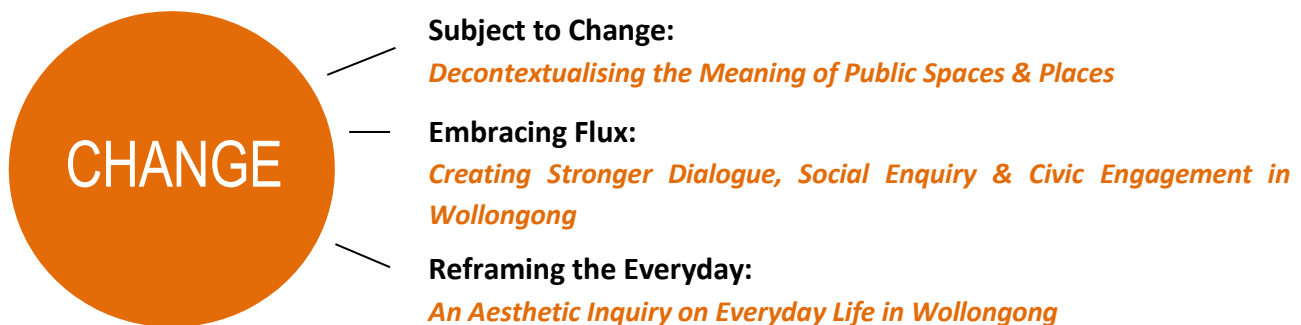 CHANGE
Subject to Change:
Decontextualising the Meaning of Public Spaces & Places
Embracing Flux:
Creating Stronger Dialogue, Social Enquiry & Civic Engagement in
Wollongong
Reframing the Everyday:
An Aesthetic Inquiry on Everyday Life in Wollongong